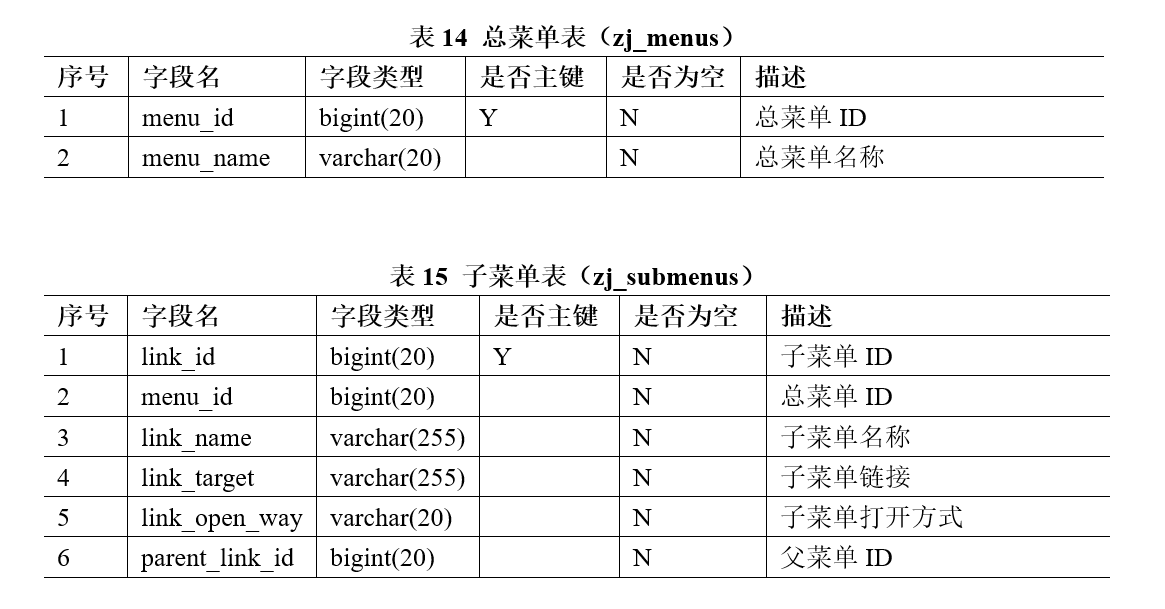 表 14 总菜单表（zj_menus）
序号 字段名 字段类型 是否主键 是否为空 描述
1 menu_id bigint(20) Y N 总菜单 ID
2 menu_name varchar(20) N 总菜单名称
表 15 子菜单表（zj_submenus）
序号 字段名 字段类型 是否主键 是否为空 描述
1 link_id bigint(20) Y N 子菜单 ID
2 menu_id bigint(20) N 总菜单 ID
3 link_name varchar(255) N 子菜单名称
4 link_target varchar(255) N 子菜单链接
5 link_open_way varchar(20) N 子菜单打开方式
6 parent_link_id bigint(20) N 父菜单 ID